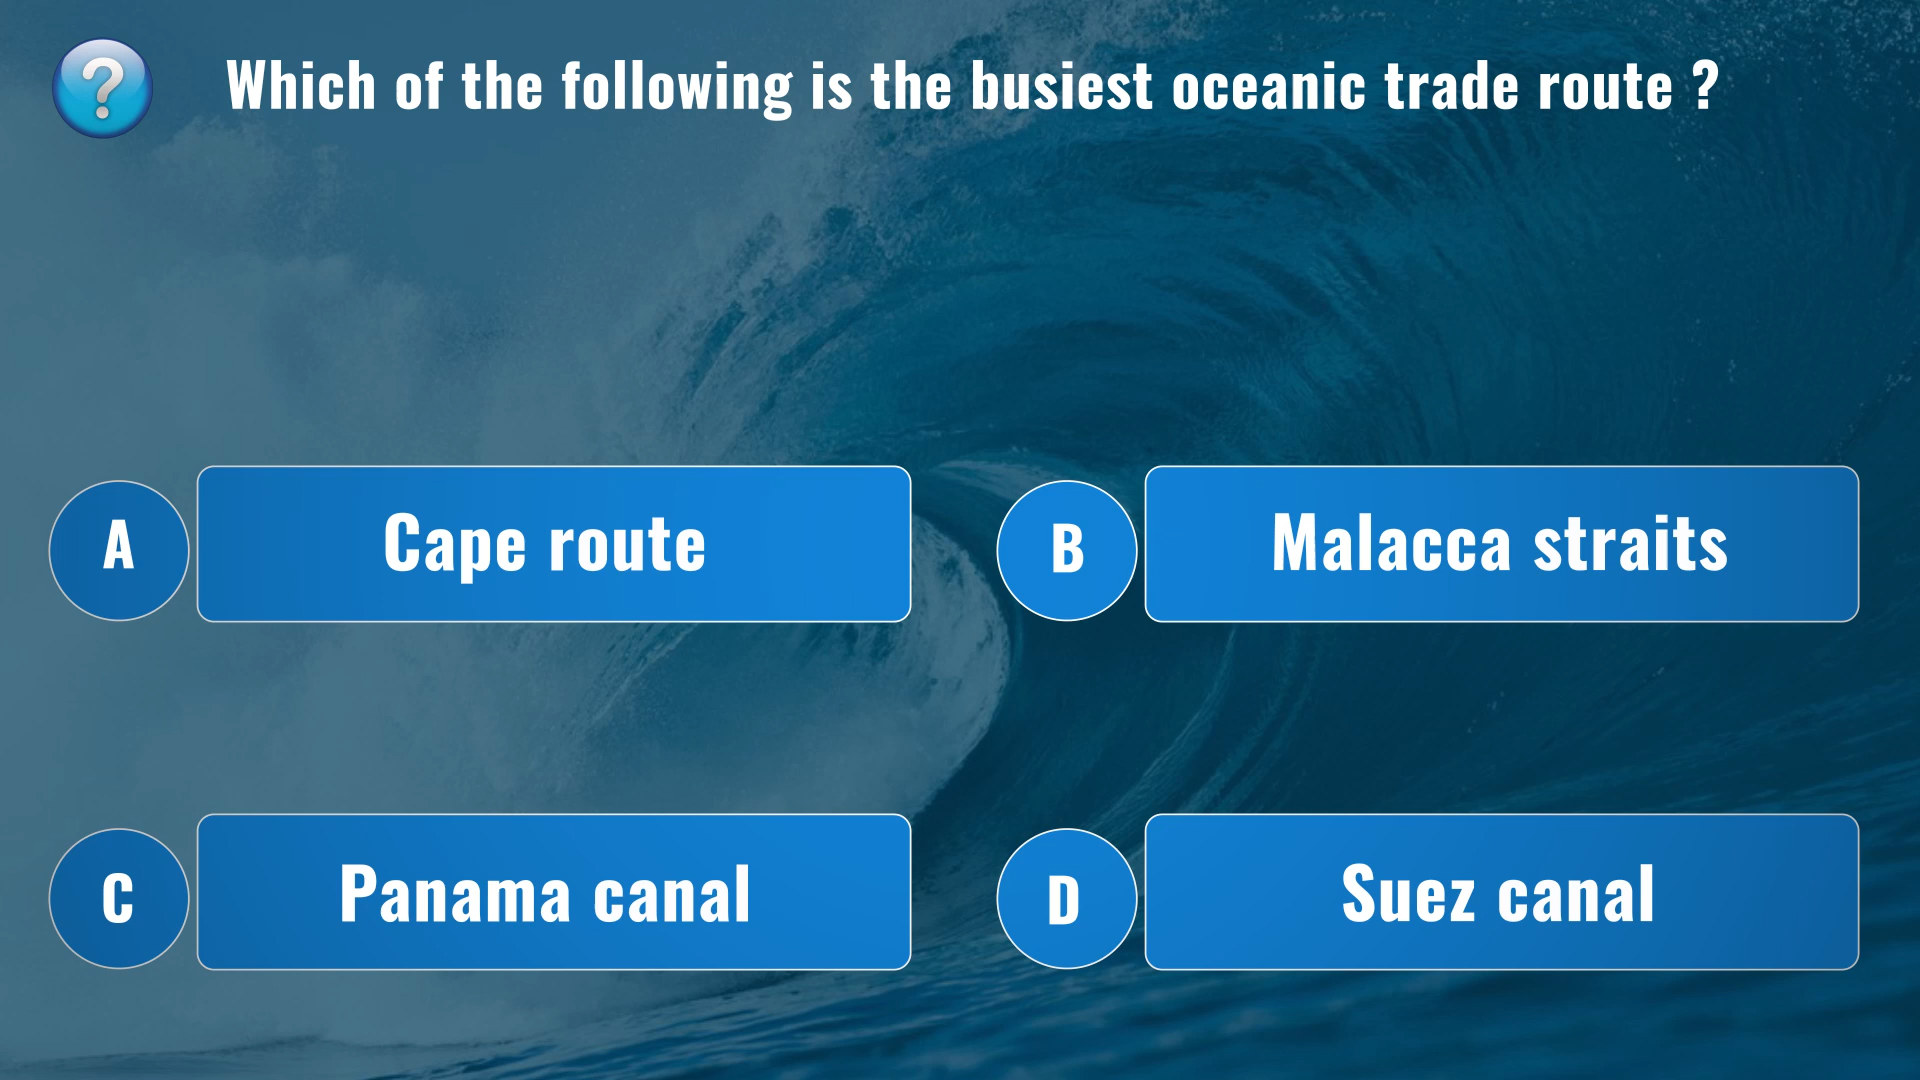 Which of the following is the busiest oceanic trade route ?
A
Cape route
B
Malacca straits
C
Panama canal
D
Suez canal